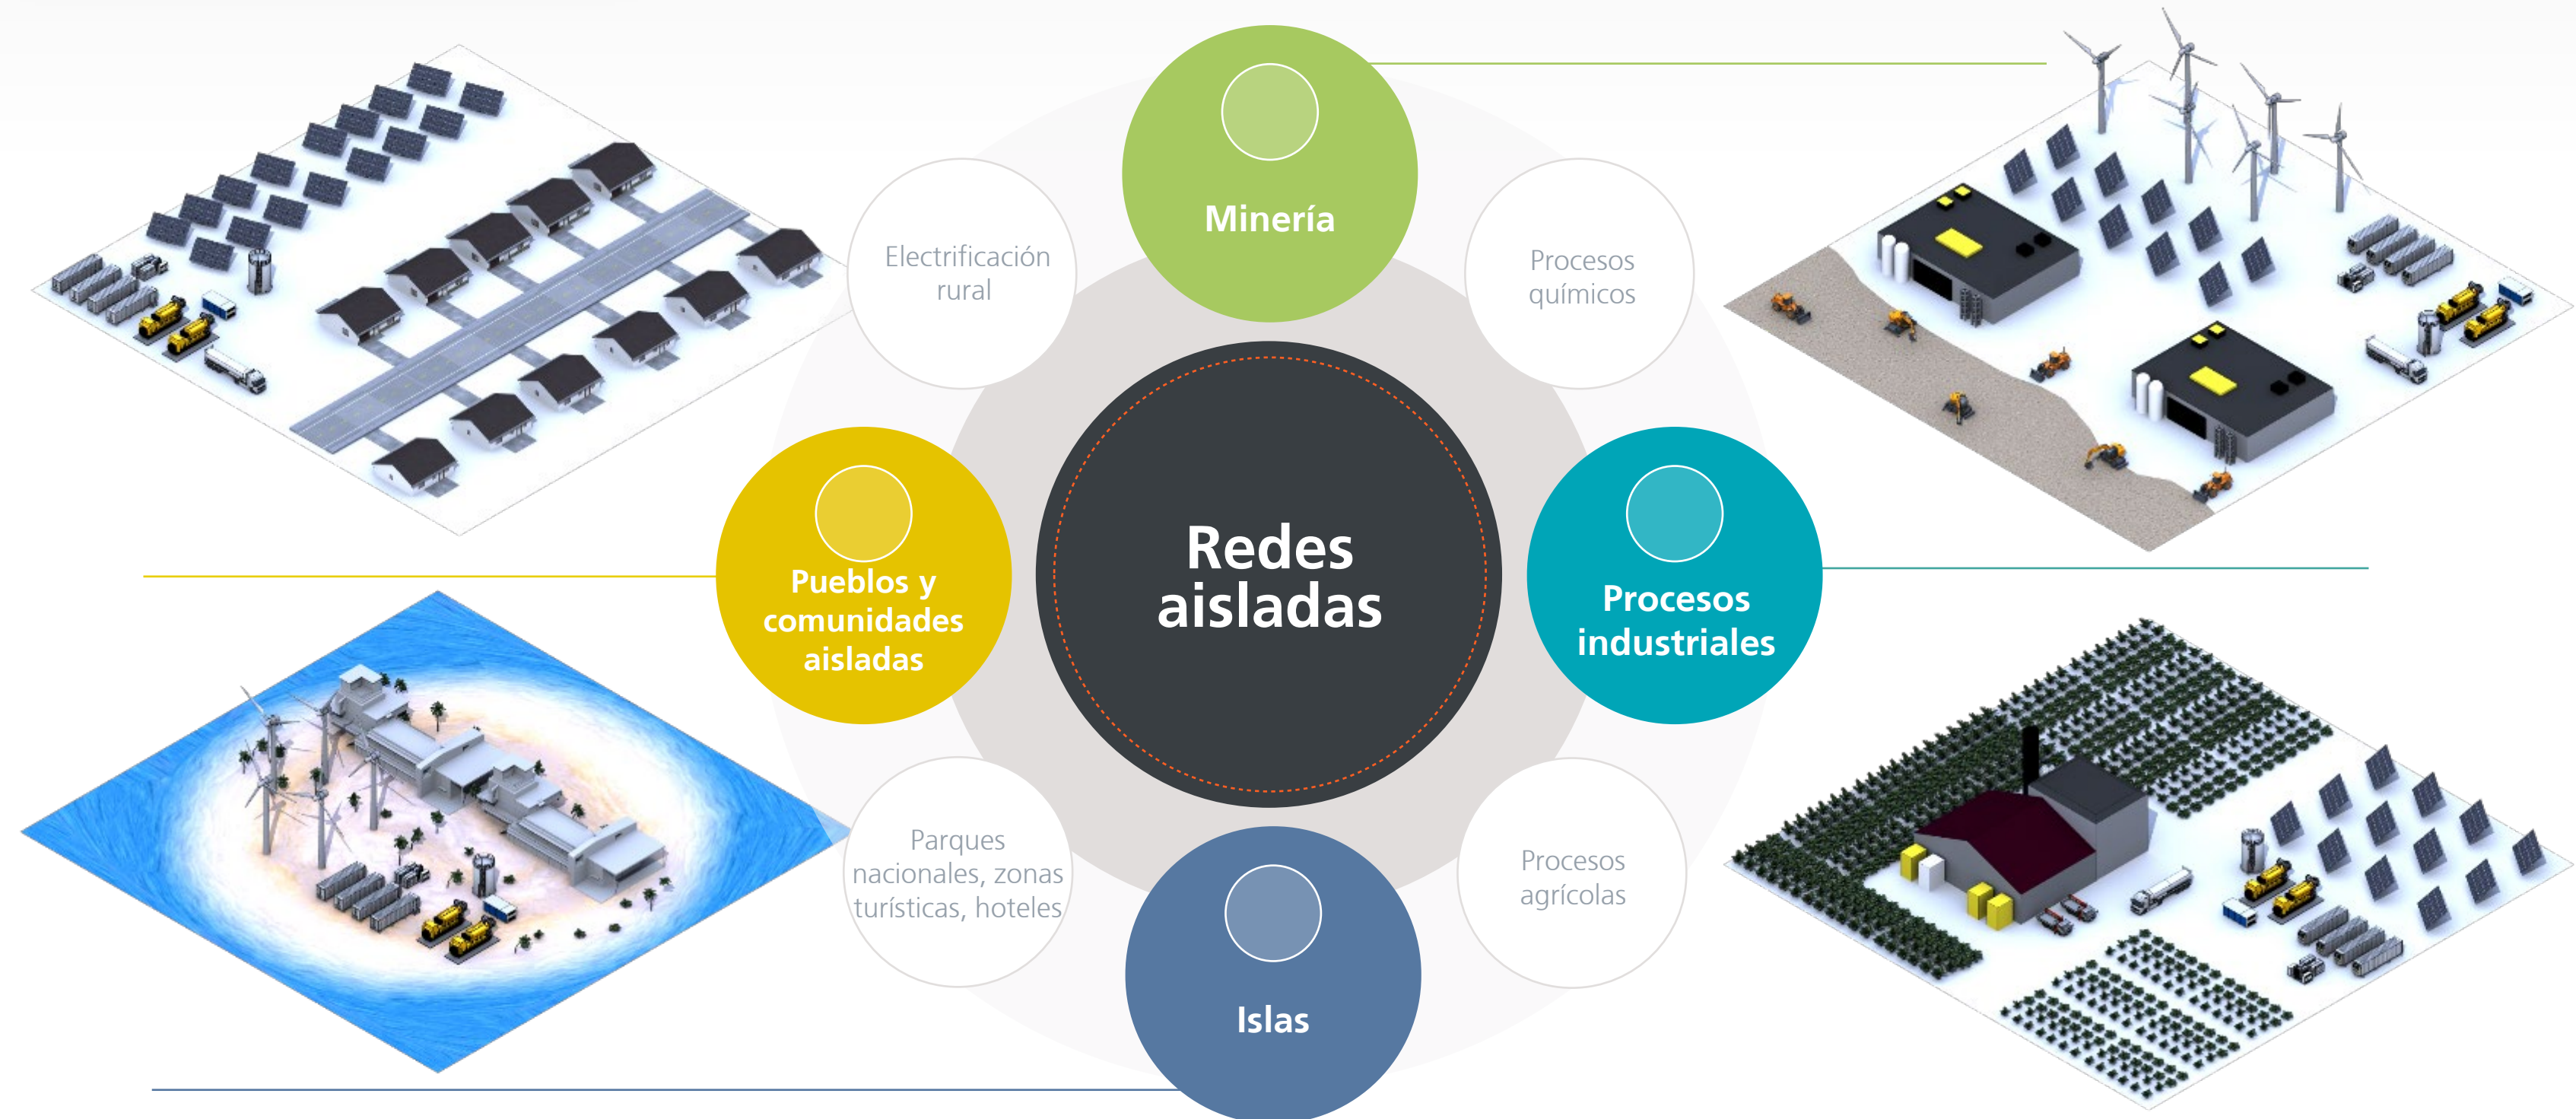 Minería
Electrificación
rural
Procesos
químicos
Redes
aisladas
Pueblos y
comunidades
aisladas
Procesos
industriales
Parques
nacionales, zonas
turísticas, hoteles
Procesos
agrícolas
Islas